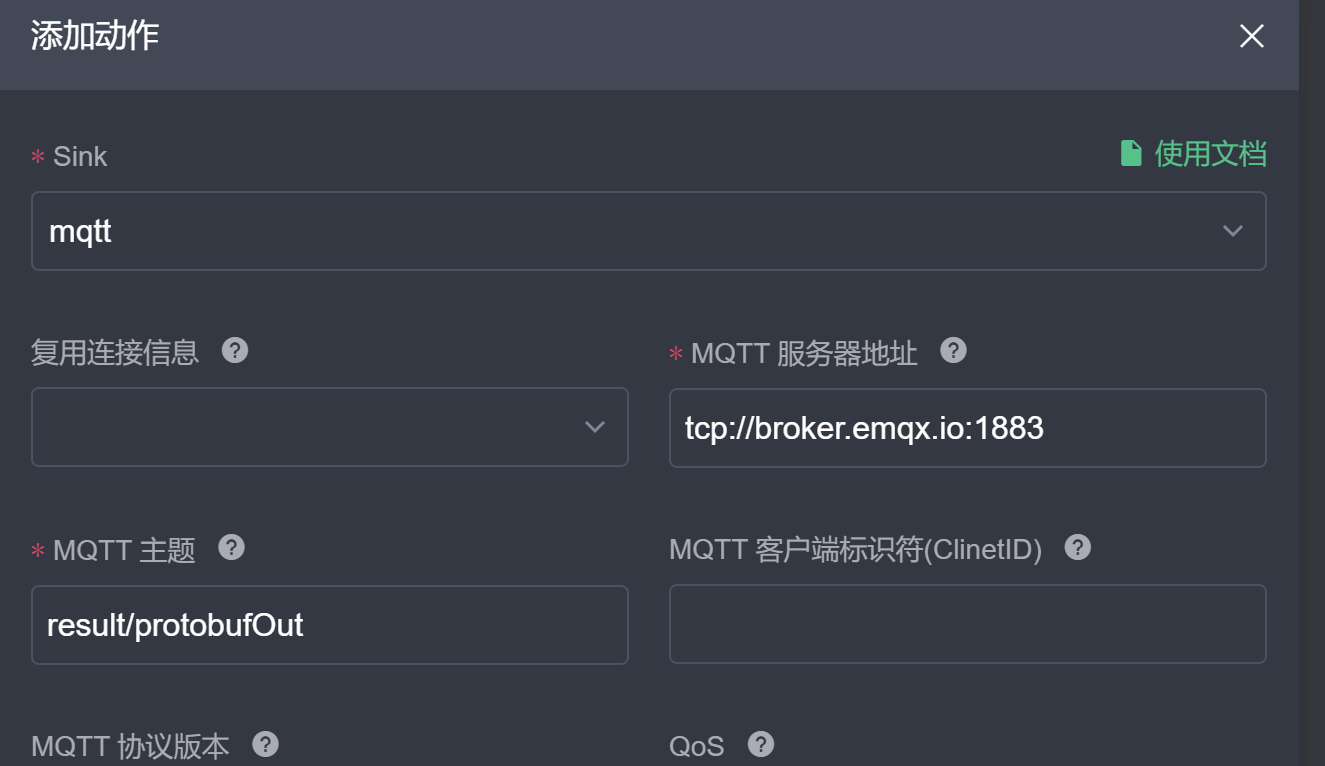 添加动作
* Sink
使用文档
mqtt
复用连接信息 ?
* MQTT 服务器地址 ?
tcp://broker.emqx.io:1883
* MQTT 主题 ?
MQTT 客户端标识符(ClinetID) ?
result/protobufOut
MQTT 协议版本 ?
QoS ?